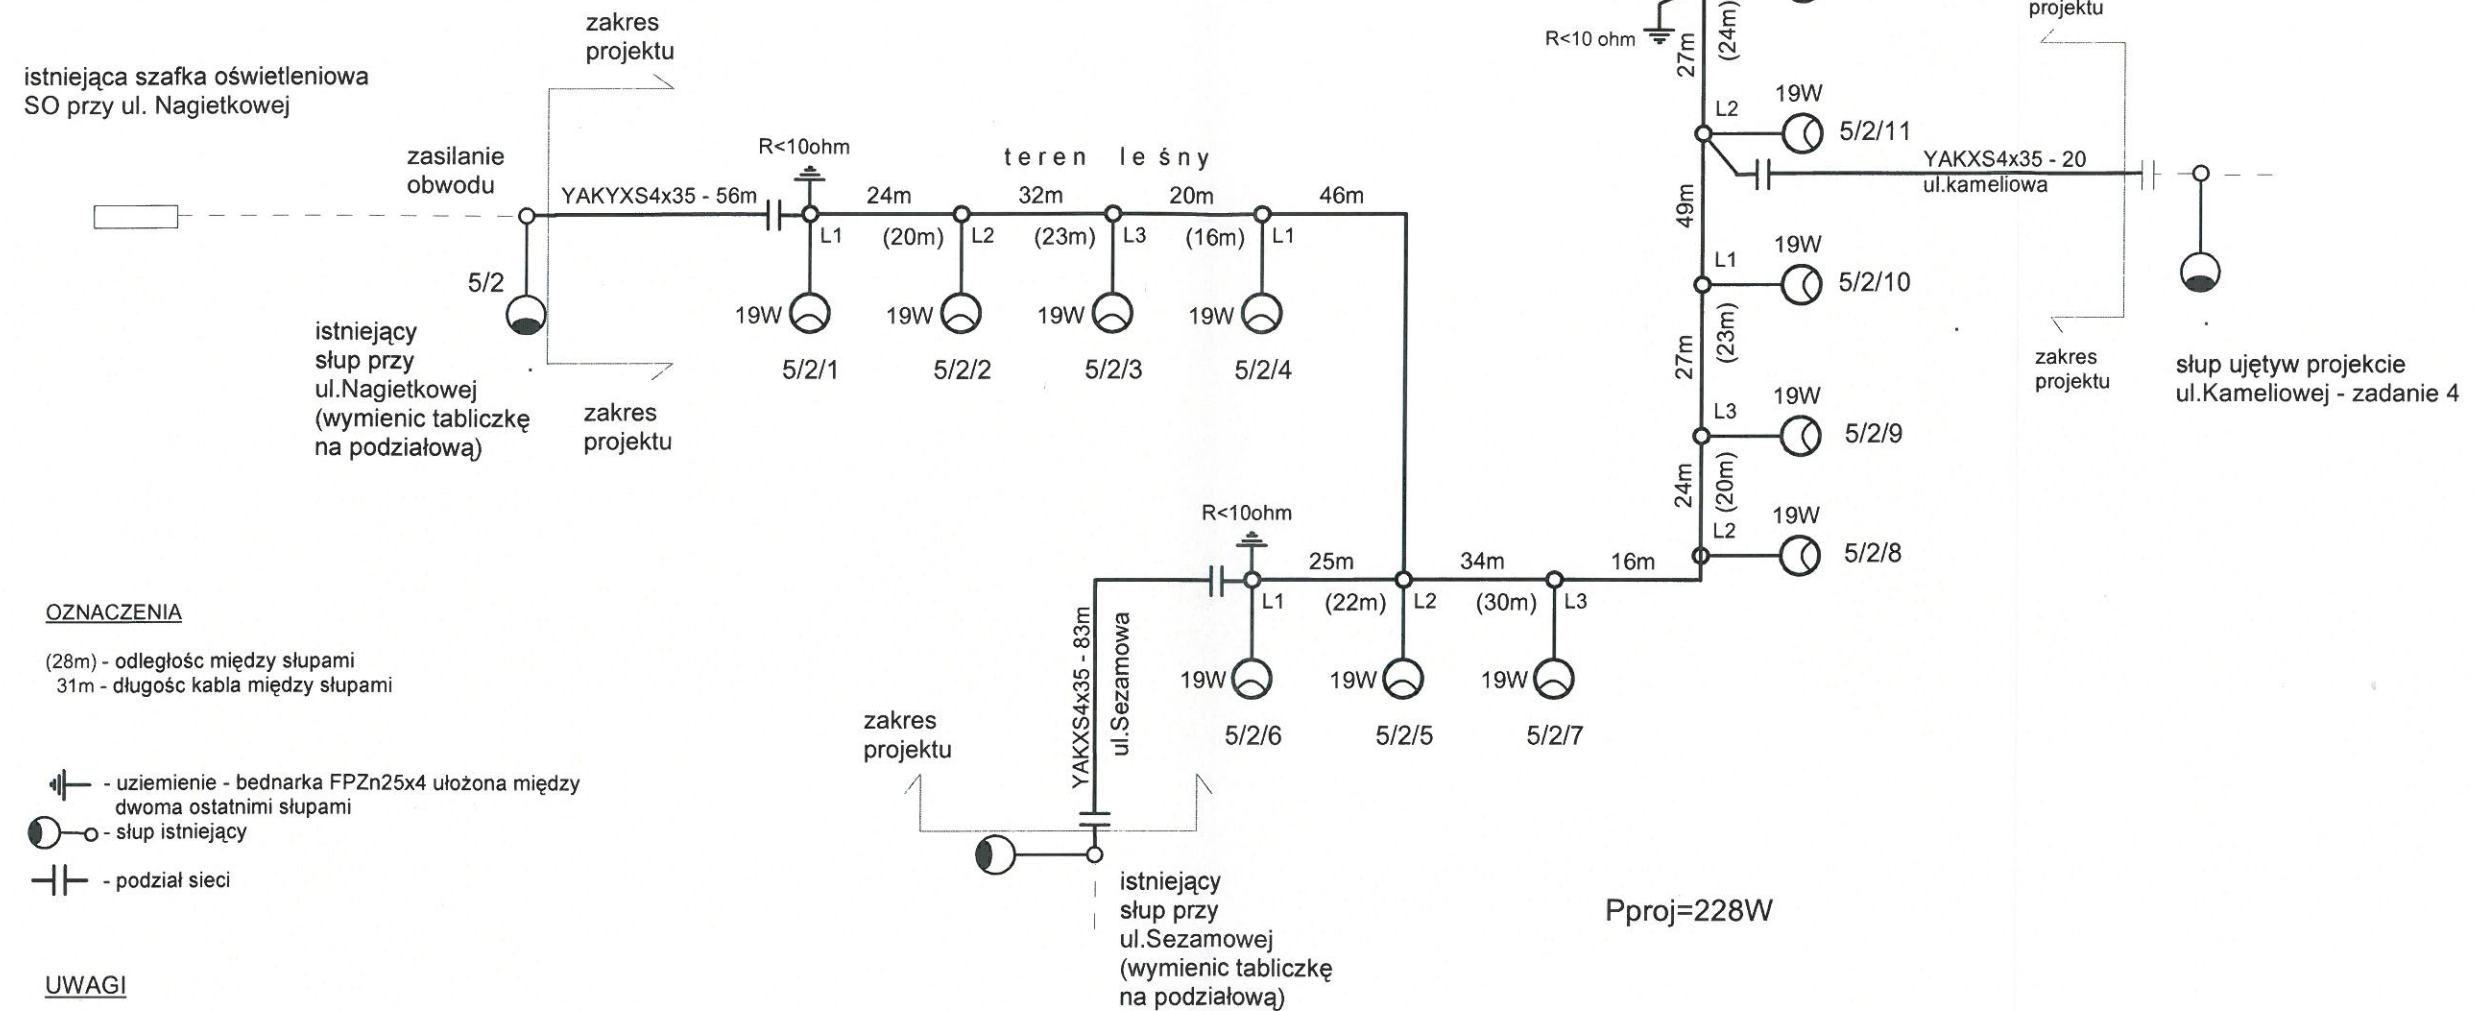 zakres
projektu
istniejąca szafka oświetleniowa
SO przy ul. Nagietkowej
zasilanie
obwodu
YAKYXS4x35 - 56m
R<10ohm
teren leśny
24m
32m
20m
46m
L1
(20m)
L2
(23m)
L3
(16m)
L1
5/2
19W
19W
19W
19W
5/2/1
5/2/2
5/2/3
5/2/4
istniejący
słup przy
ul.Nagietkowej
(wymienic tabliczkę
na podziałową)
zakres
projektu
R<10 ohm
27m
(24m)
projektu
L2
19W
5/2/11
YAKXS4x35 - 20
ul.kameliowa
49m
L1
19W
5/2/10
27m
(23m)
zakres
projektu
słup ujętyw projekcie
ul.Kameliowej - zadanie 4
L3
19W
5/2/9
24m
(20m)
L2
19W
5/2/8
R<10ohm
25m
34m
16m
L1
(22m)
L2
(30m)
L3
19W
19W
19W
5/2/6
5/2/5
5/2/7
YAKXS4x35 - 83m
ul.Sezamowa
zakres
projektu
istniejący
słup przy
ul.Sezamowej
(wymienic tabliczkę
na podziałową)
Pproj=228W
OZNACZENIA
(28m) - odległośc między słupami
31m - długośc kabla między słupami
- uziemienie - bednarka FPZn25x4 ułożona między
dwoma ostatnimi słupami
- słup istniejący
- podział sieci
UWAGI